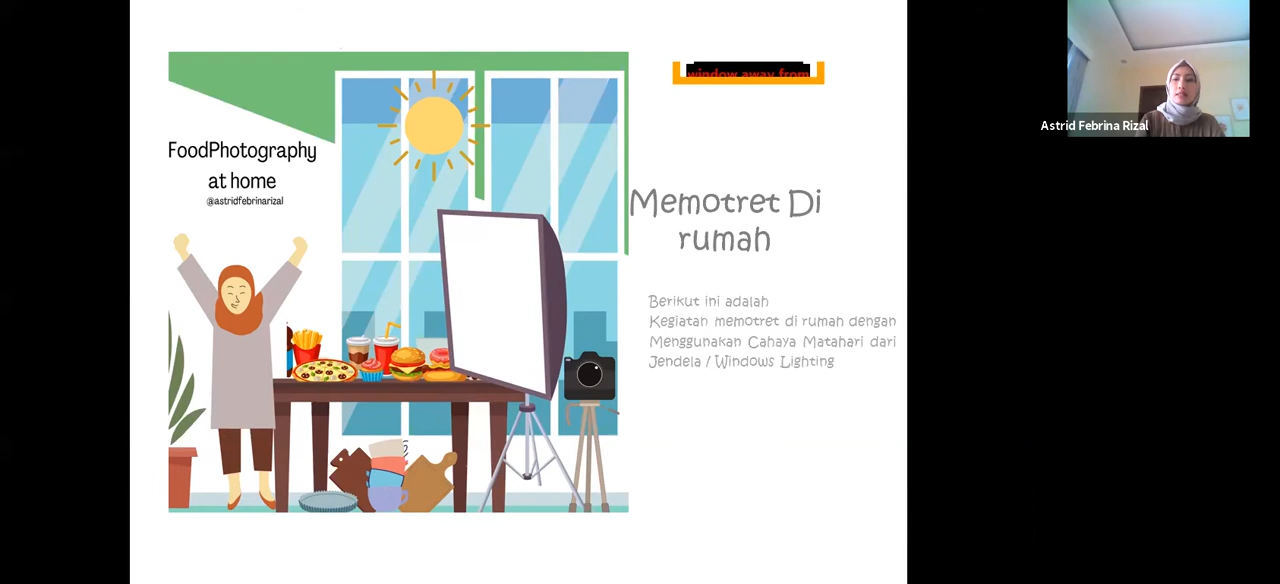 FoodPhotography
at home
@astridfebrinarizal
window away from
Memotret Di
rumah
Berikut ini adalah
Kegiatan memotret di rumah dengan
Menggunakan Cahaya Matahari dari
Jendela / Windows Lighting
Astrid Febrina Rizal